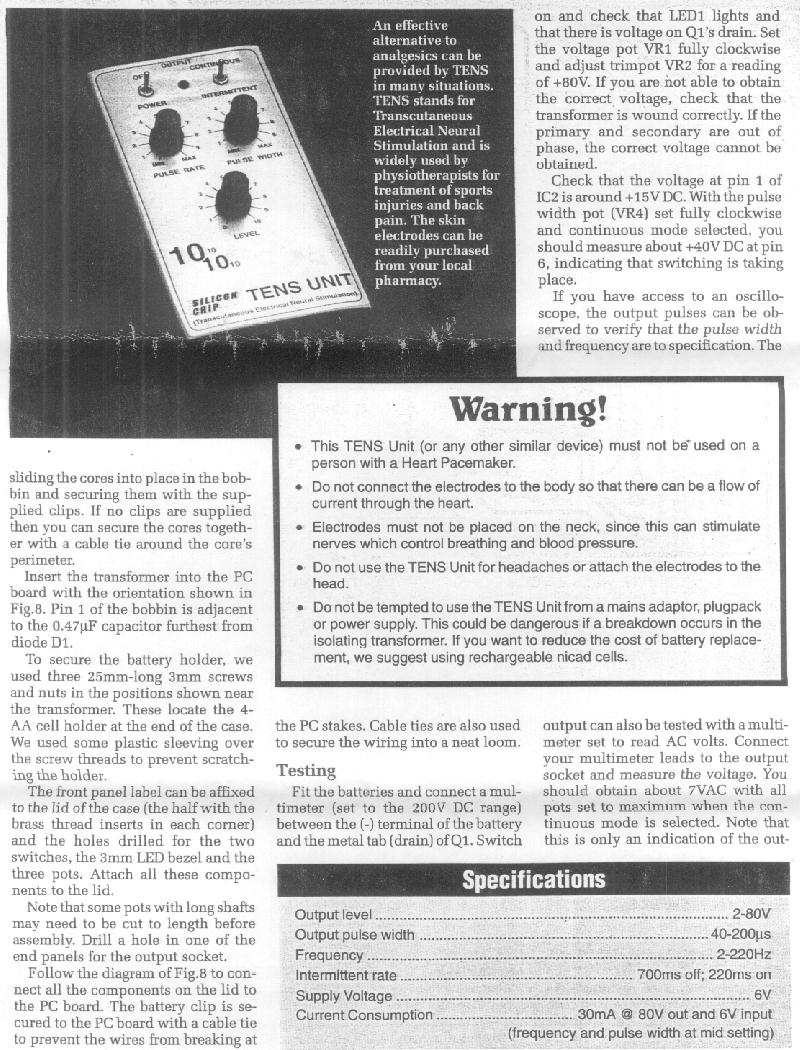 An effective
alternative to
analgesics can be
provided by TENS
in many situations.
TENS stands for
Transcutaneous
Electrical Neural
Stimulation and is
widely used by
physiotherapists for
treatment of sports
injuries and back
pain. The skin
electrodes can be
readily purchased
from your local
pharmacy.
OUTPUT
OFF
CONTINUOUS
POWER
INTERMITTENT
MIN
MAX
PULSE RATE
MIN
MAX
PULSE WIDTH
LEVEL
10 10
10 10
SILICON
CHIP
TENS UNIT
(Transcutaneous Electrical Neural Stimulation)
sliding the cores into place in the bob-
bin and securing them with the sup-
plied clips. If no clips are supplied
then you can secure the cores togeth-
er with a cable tie around the core's
perimeter.
Insert the transformer into the PC
board with the orientation shown in
Fig.8. Pin 1 of the bobbin is adjacent
to the 0.47µF capacitor furthest from
diode D1.
To secure the battery holder, we
used three 25mm-long 3mm screws
and nuts in the positions shown near
the transformer. These locate the 4-
AA cell holder at the end of the case.
We used some plastic sleeving over
the screw threads to prevent scratch-
ing the holder.
The front panel label can be affixed
to the lid of the case (the half with the
brass thread inserts in each corner)
and the holes drilled for the two
switches, the 3mm LED bezel and the
three pots. Attach all these compo-
nents to the lid.
Note that some pots with long shafts
may need to be cut to length before
assembly. Drill a hole in one of the
end panels for the output socket.
Follow the diagram of Fig.8 to con-
nect all the components on the lid to
the PC board. The battery clip is se-
cured to the PC board with a cable tie
to prevent the wires from breaking at
the PC stakes. Cable ties are also used
to secure the wiring into a neat loom.
Testing
Fit the batteries and connect a mul-
timeter (set to the 200V DC range)
between the (-) terminal of the battery
and the metal tab (drain) of Q1. Switch
on and check that LED1 lights and
that there is voltage on Q1's drain. Set
the voltage pot VR1 fully clockwise
and adjust trimpot VR2 for a reading
of +80V. If you are not able to obtain
the correct voltage, check that the
transformer is wound correctly. If the
primary and secondary are out of
phase, the correct voltage cannot be
obtained.
Check that the voltage at pin 1 of
IC2 is around +15V DC. With the pulse
width pot (VR4) set fully clockwise
and continuous mode selected, you
should measure about +40V DC at pin
6, indicating that switching is taking
place.
If you have access to an oscillo-
scope, the output pulses can be ob-
served to verify that the pulse width
and frequency are to specification. The
output can also be tested with a multi-
meter set to read AC volts. Connect
your multimeter leads to the output
socket and measure the voltage. You
should obtain about 7VAC with all
pots set to maximum when the con-
tinuous mode is selected. Note that
this is only an indication of the out-
Warning!
• This TENS Unit (or any other similar device) must not be used on a
person with a Heart Pacemaker.
• Do not connect the electrodes to the body so that there can be a flow of
current through the heart.
• Electrodes must not be placed on the neck, since this can stimulate
nerves which control breathing and blood pressure.
• Do not use the TENS Unit for headaches or attach the electrodes to the
head.
• Do not be tempted to use the TENS Unit from a mains adaptor, plugpack
or power supply. This could be dangerous if a breakdown occurs in the
isolating transformer. If you want to reduce the cost of battery replace-
ment, we suggest using rechargeable nicad cells.
Specifications
Output level ........ 2-80V
Output pulse width ........ 40-200µs
Frequency ........ 2-220Hz
Intermittent rate ........ 700ms off; 220ms on
Supply Voltage ........ 6V
Current Consumption ........ 30mA @ 80V out and 6V input
(frequency and pulse width at mid setting)